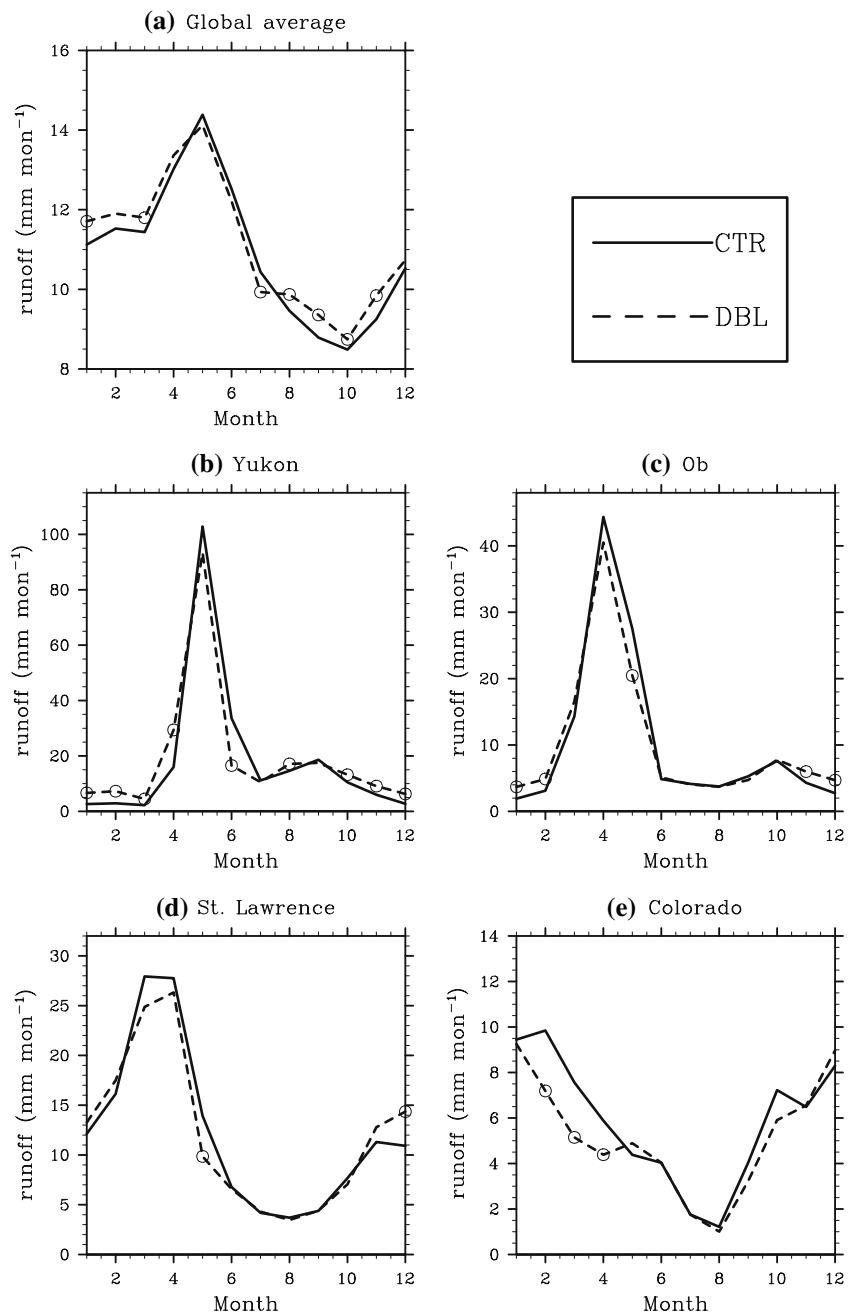 (a) Global average
16
14
12
10
8
runoff (mm mon⁻¹)
2 4 6 8 10 12
Month
CTR
DBL
(b) Yukon
100
80
60
40
20
0
runoff (mm mon⁻¹)
2 4 6 8 10 12
Month
(c) Ob
40
30
20
10
0
runoff (mm mon⁻¹)
2 4 6 8 10 12
Month
(d) St. Lawrence
30
25
20
15
10
5
0
runoff (mm mon⁻¹)
2 4 6 8 10 12
Month
(e) Colorado
14
12
10
8
6
4
2
0
runoff (mm mon⁻¹)
2 4 6 8 10 12
Month